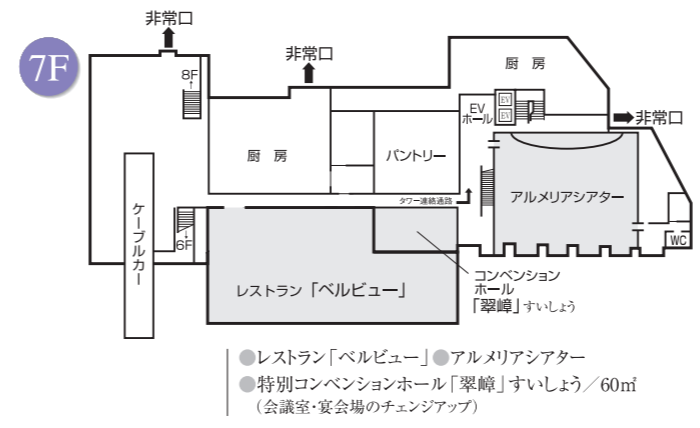 7F
非常口
非常口
非常口
8F
厨 房
EV
EV
EV
ホール
厨 房
パントリー
タワー連絡通路
アルメリアシアター
ケーブルカー
6F
WC
レストラン「ベルビュー」
コンベンション
ホール
「翠嶂」すいしょう
●レストラン「ベルビュー」●アルメリアシアター
●特別コンベンションホール「翠嶂」すいしょう／60㎡
(会議室・宴会場のチェンジアップ)